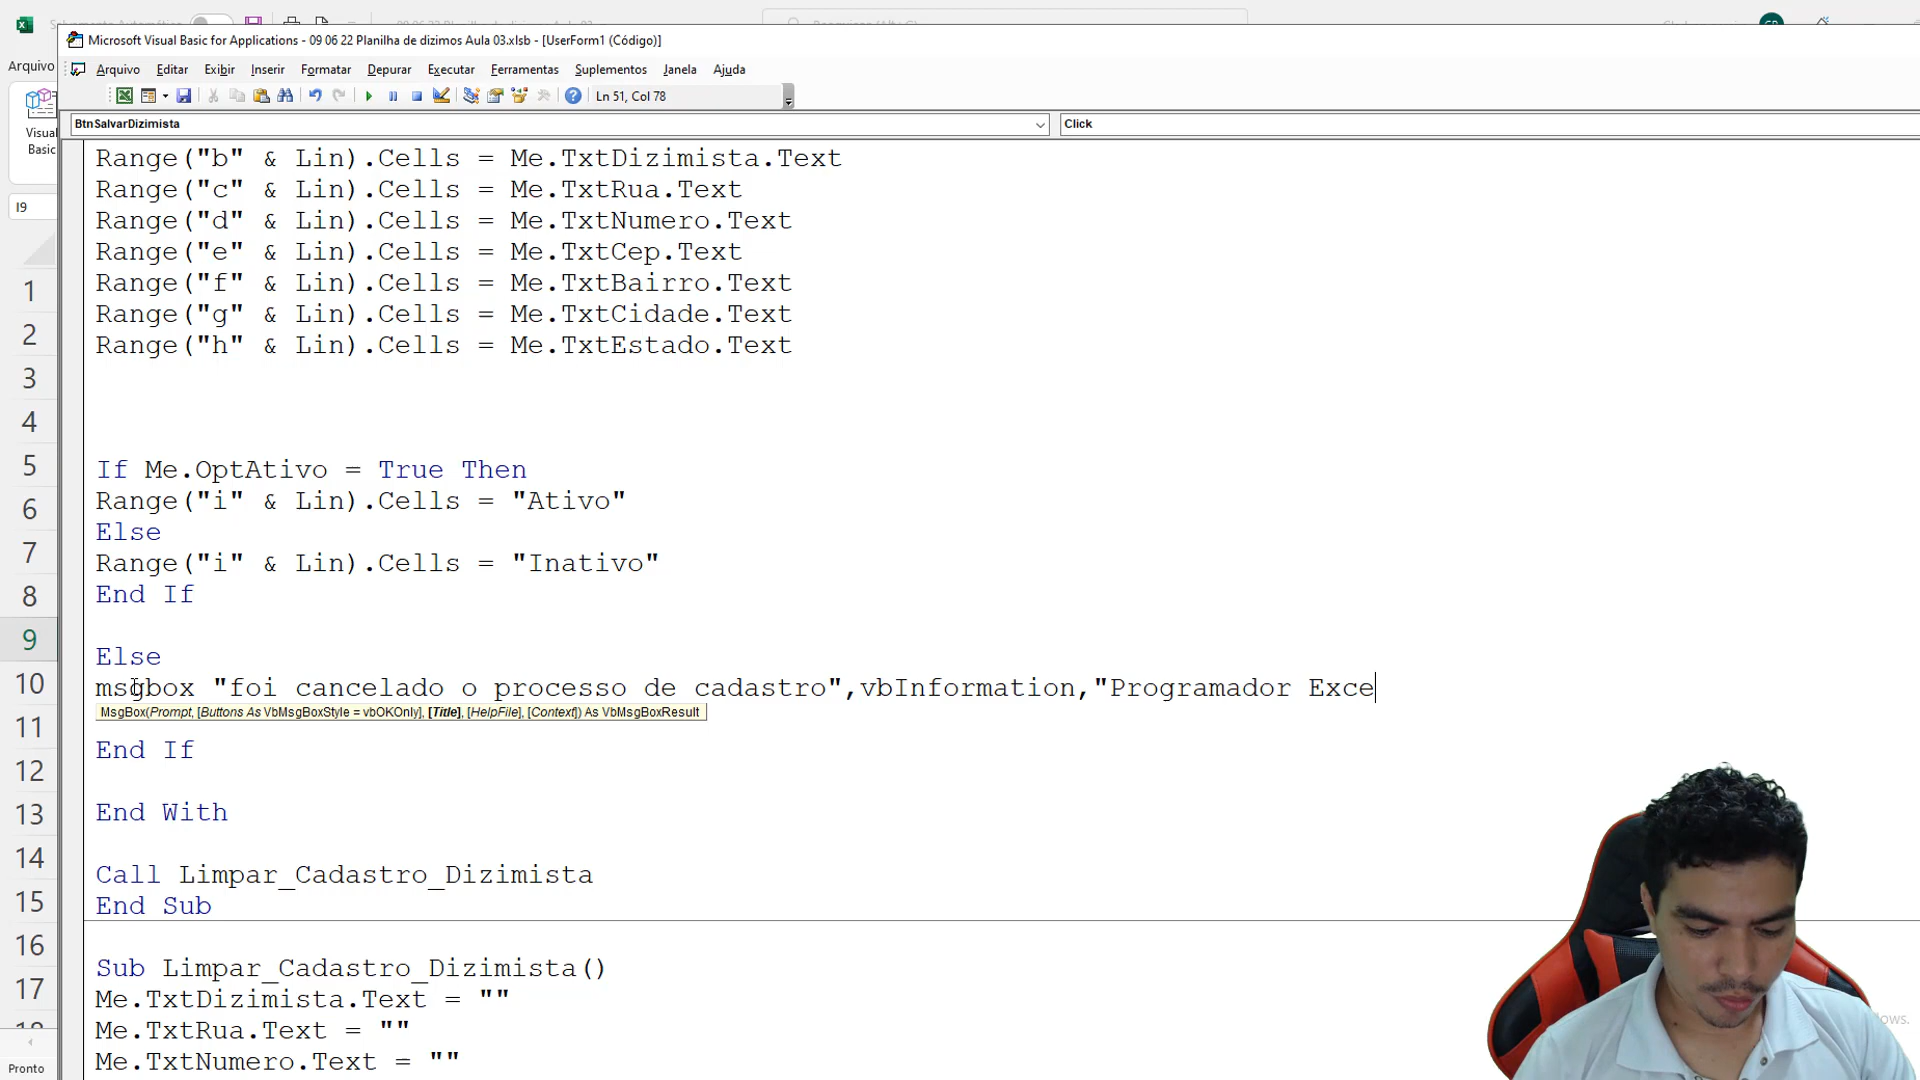 Microsoft Visual Basic for Applications - 09 06 22 Planilha de dizimos Aula 03.xlsb - [UserForm1 (Código)]
Arquivo
Arquivo Editar Exibir Inserir Formatar Depurar Executar Ferramentas Suplementos Janela Ajuda
Ln 51, Col 78
Visual
Basic
BtnSalvarDizimista
Click
I9
Range("b" & Lin).Cells = Me.TxtDizimista.Text
Range("c" & Lin).Cells = Me.TxtRua.Text
Range("d" & Lin).Cells = Me.TxtNumero.Text
Range("e" & Lin).Cells = Me.TxtCep.Text
Range("f" & Lin).Cells = Me.TxtBairro.Text
Range("g" & Lin).Cells = Me.TxtCidade.Text
Range("h" & Lin).Cells = Me.TxtEstado.Text
If Me.OptAtivo = True Then
Range("i" & Lin).Cells = "Ativo"
Else
Range("i" & Lin).Cells = "Inativo"
End If
Else
msgbox "foi cancelado o processo de cadastro",vbInformation,"Programador Exce
MsgBox(Prompt, [Buttons As VbMsgBoxStyle = vbOKOnly], [Title], [HelpFile], [Context]) As VbMsgBoxResult
End If
End With
Call Limpar_Cadastro_Dizimista
End Sub
Sub Limpar_Cadastro_Dizimista()
Me.TxtDizimista.Text = ""
Me.TxtRua.Text = ""
Me.TxtNumero.Text = ""
1
2
3
4
5
6
7
8
9
10
11
12
13
14
15
16
17
Pronto